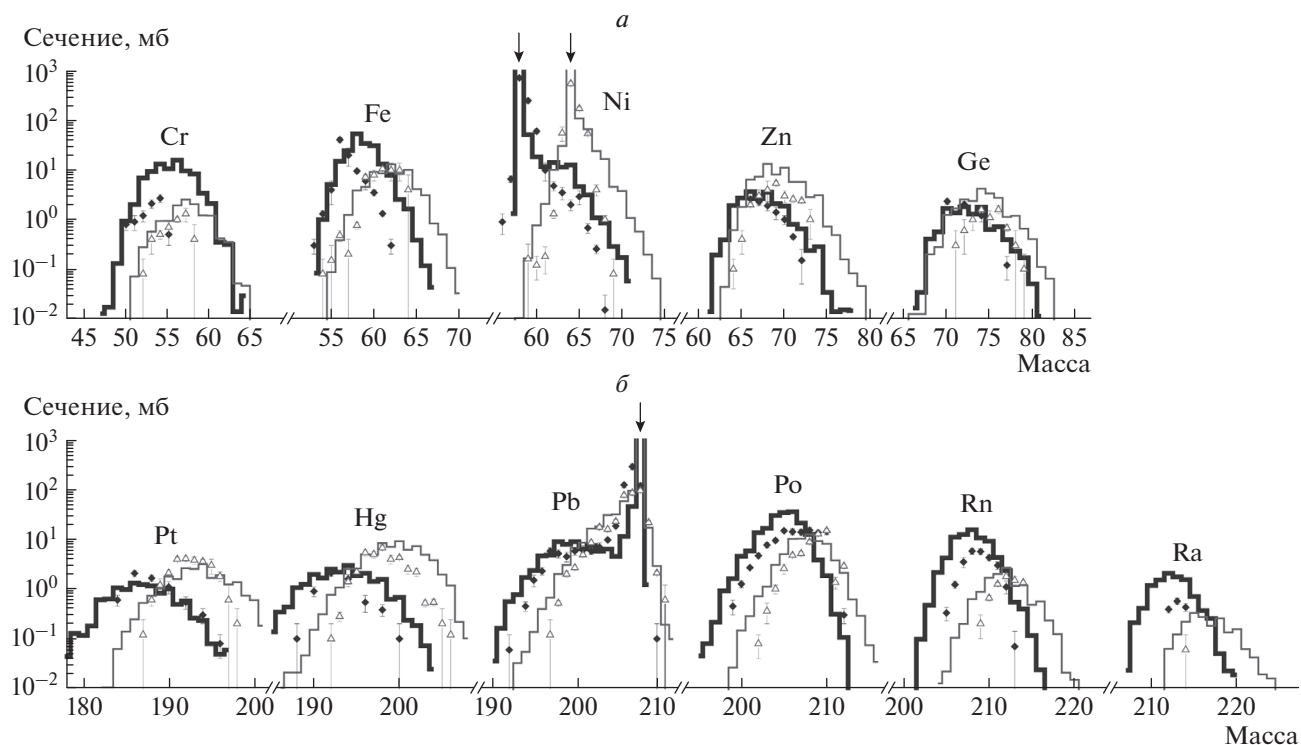 а
Сечение, мб
10³
10²
10¹
10⁰
10⁻¹
10⁻²
Cr
Fe
Ni
Zn
Ge
45 50 55 60 65 55 60 65 70 60 65 70 75 60 65 70 75 80 65 70 75 80 85
Масса
б
Сечение, мб
10³
10²
10¹
10⁰
10⁻¹
10⁻²
Pt
Hg
Pb
Po
Rn
Ra
180 190 200 190 200 190 200 210 200 210 200 210 220 210 220
Масса